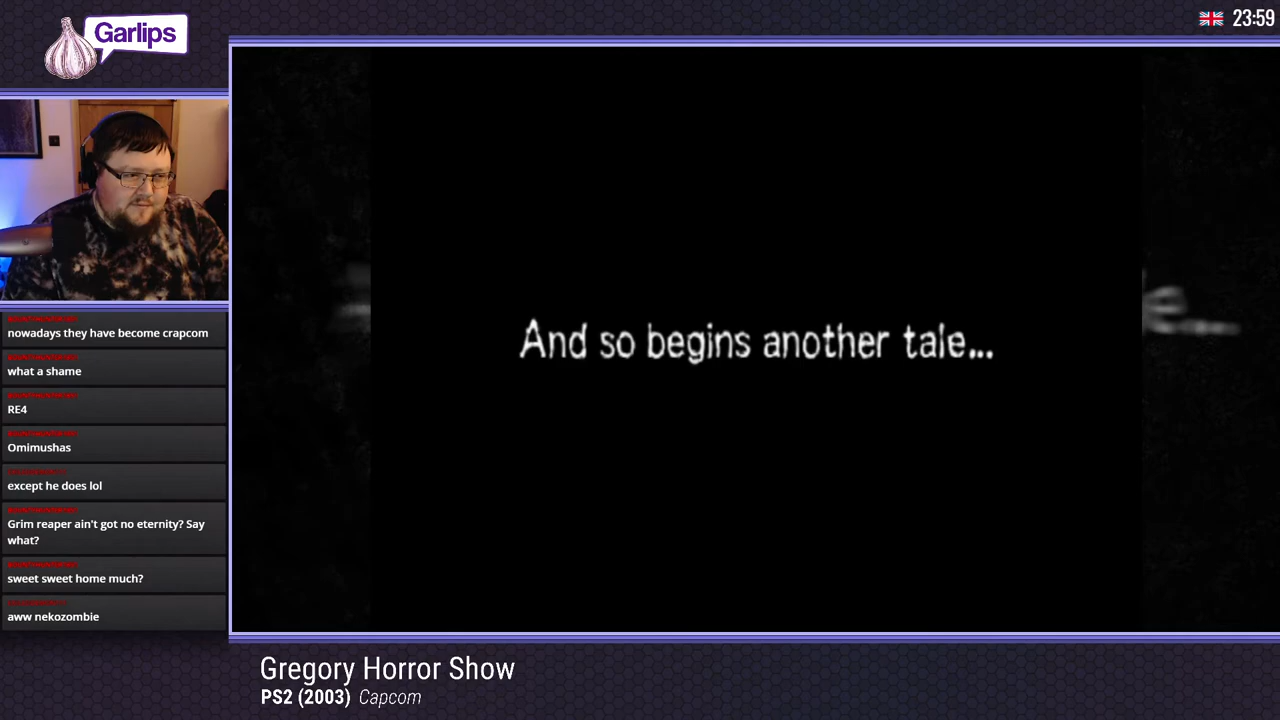 Garlips
23:59
nowadays they have become crapcom
what a shame
RE4
Omimushas
except he does lol
Grim reaper ain't got no eternity? Say
what?
sweet sweet home much?
aww nekozombie
And so begins another tale...
Gregory Horror Show
PS2 (2003) Capcom